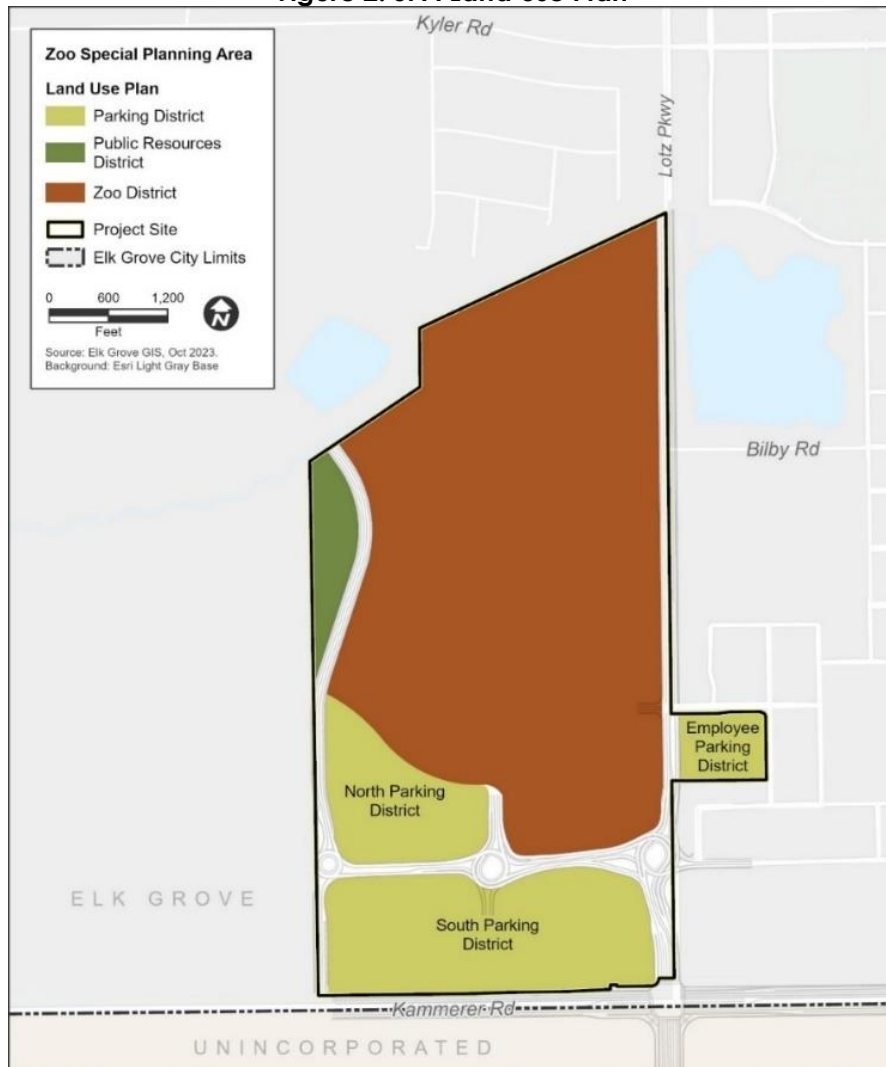 Figure 2: SPA Land Use Plan
Kyler Rd
Zoo Special Planning Area
Land Use Plan
Parking District
Public Resources
District
Zoo District
Project Site
Elk Grove City Limits
0 600 1,200
Feet
N
Source: Elk Grove GIS, Oct 2023.
Background: Esri Light Gray Base
Lotz Pkwy
Bilby Rd
Employee
Parking
District
North Parking
District
ELK GROVE
South Parking
District
Kammerer Rd
UNINCORPORATED